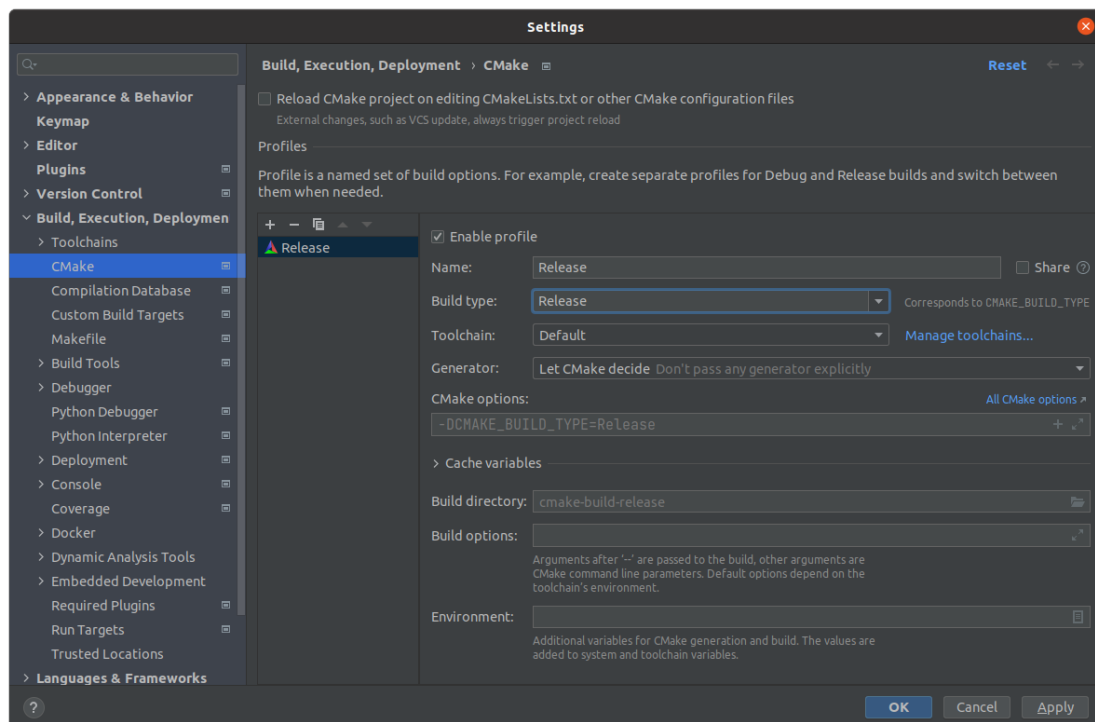 Settings
Build, Execution, Deployment › CMake
Reset
Reload CMake project on editing CMakeLists.txt or other CMake configuration files
External changes, such as VCS update, always trigger project reload
Profiles
Profile is a named set of build options. For example, create separate profiles for Debug and Release builds and switch between
them when needed.
Appearance & Behavior
Keymap
Editor
Plugins
Version Control
Build, Execution, Deploymen
Toolchains
CMake
Compilation Database
Custom Build Targets
Makefile
Build Tools
Debugger
Python Debugger
Python Interpreter
Deployment
Console
Coverage
Docker
Dynamic Analysis Tools
Embedded Development
Required Plugins
Run Targets
Trusted Locations
Languages & Frameworks
Release
Enable profile
Name: Release Share
Build type: Release Corresponds to CMAKE_BUILD_TYPE
Toolchain: Default Manage toolchains...
Generator: Let CMake decide Don't pass any generator explicitly
CMake options: All CMake options ↗
-DCMAKE_BUILD_TYPE=Release
Cache variables
Build directory: cmake-build-release
Build options:
Arguments after '--' are passed to the build, other arguments are
CMake command line parameters. Default options depend on the
toolchain's environment.
Environment:
Additional variables for CMake generation and build. The values are
added to system and toolchain variables.
? OK Cancel Apply